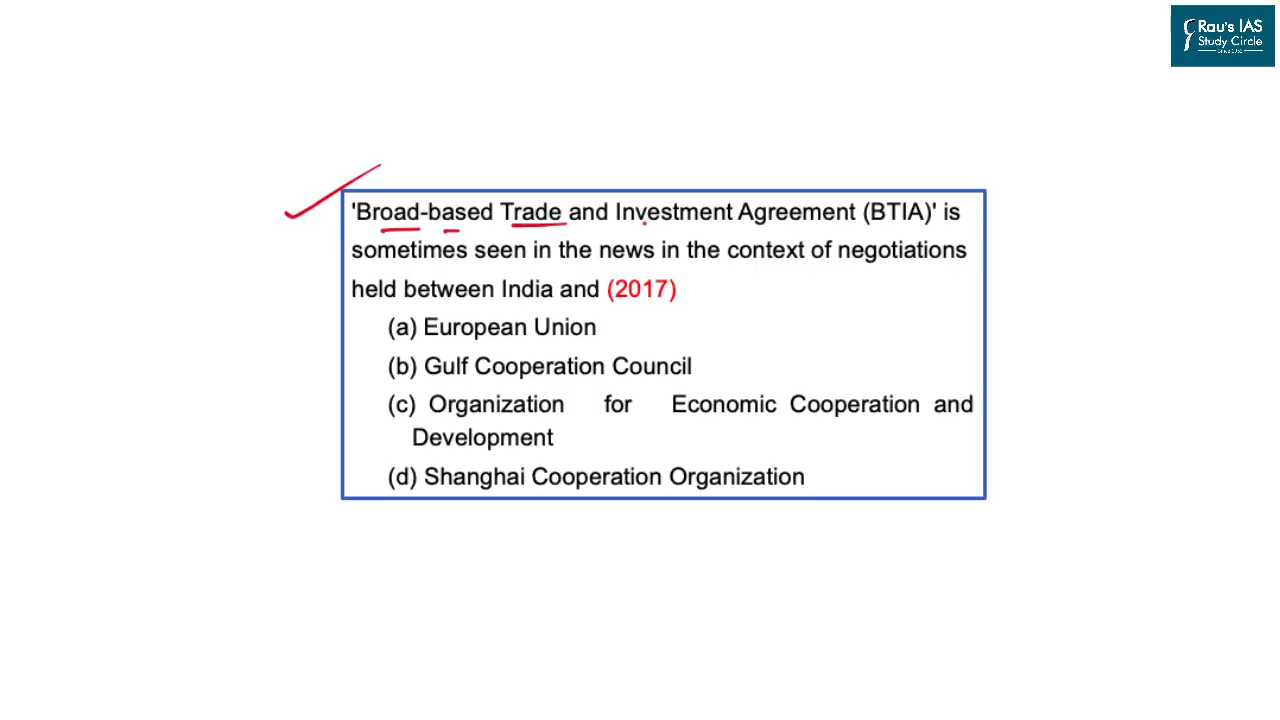 Rau's IAS
Study Circle
'Broad-based Trade and Investment Agreement (BTIA)' is
sometimes seen in the news in the context of negotiations
held between India and (2017)
(a) European Union
(b) Gulf Cooperation Council
(c) Organization for Economic Cooperation and
Development
(d) Shanghai Cooperation Organization